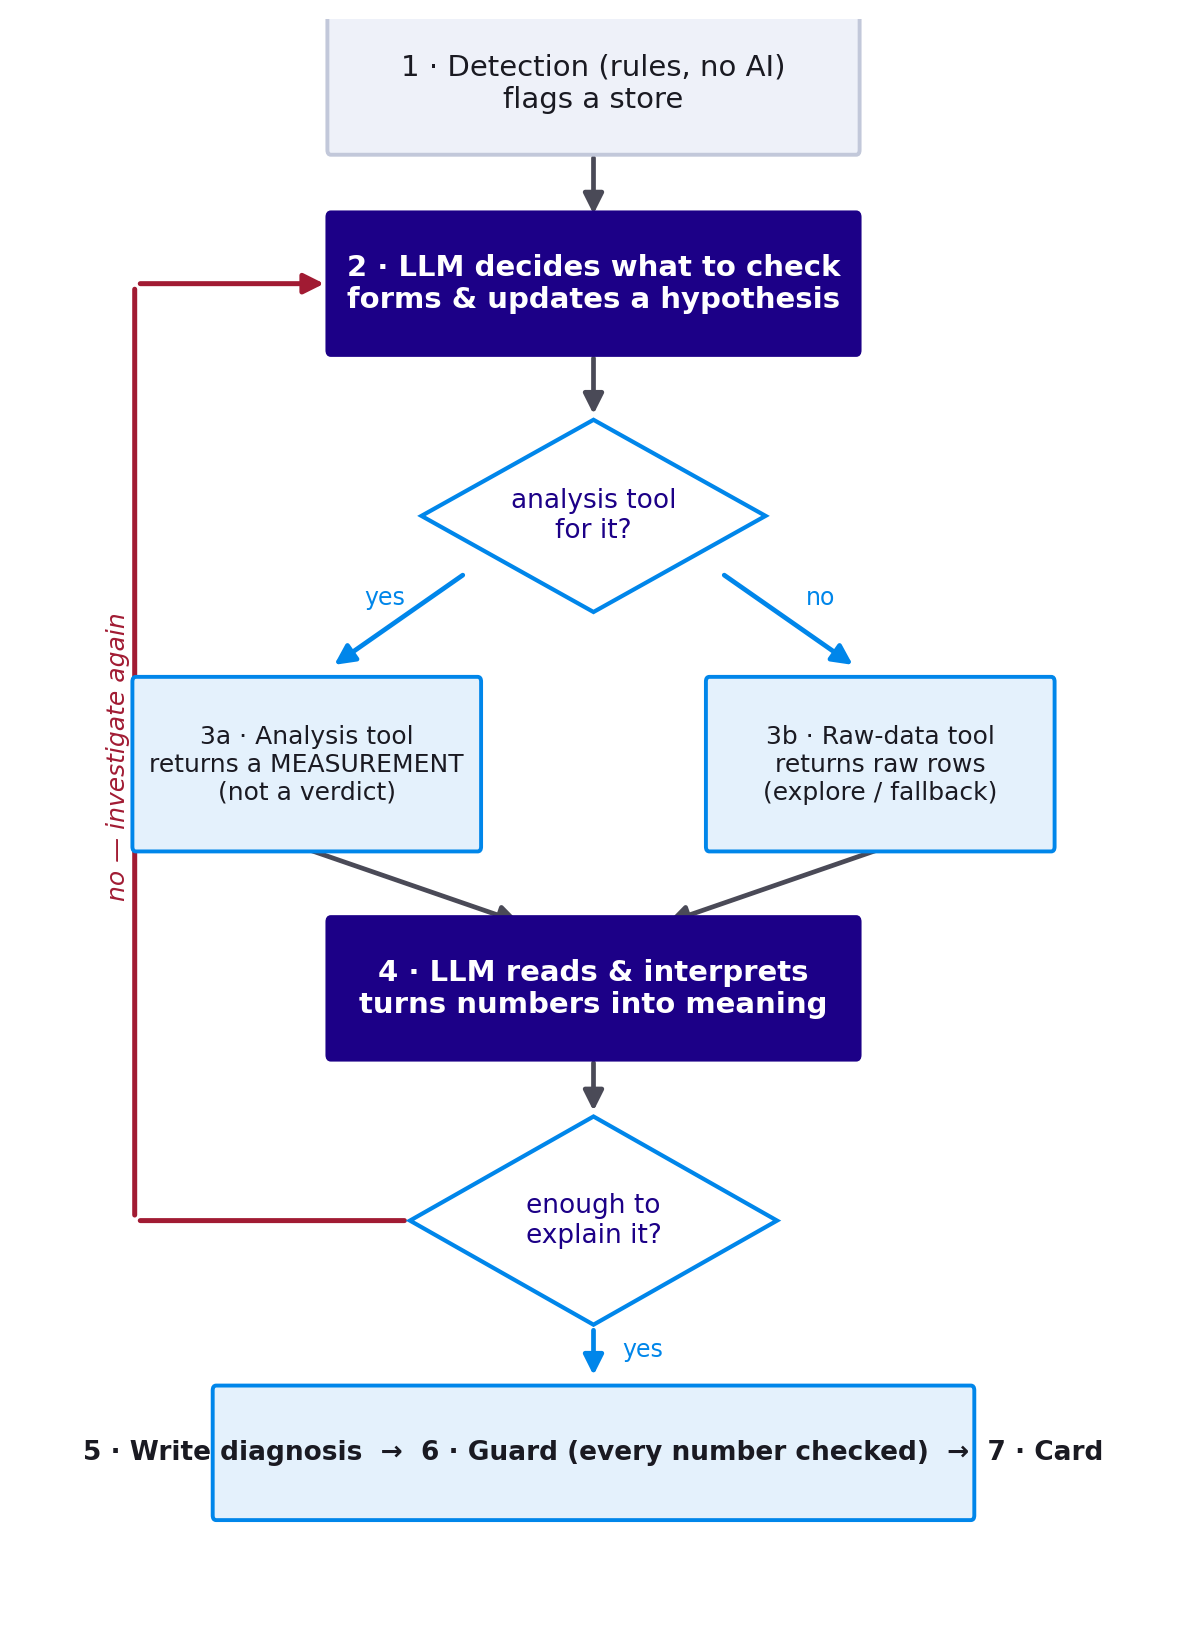 1 · Detection (rules, no AI)
flags a store
2 · LLM decides what to check
forms & updates a hypothesis
analysis tool
for it?
yes
no
3a · Analysis tool
returns a MEASUREMENT
(not a verdict)
3b · Raw-data tool
returns raw rows
(explore / fallback)
no — investigate again
4 · LLM reads & interprets
turns numbers into meaning
enough to
explain it?
yes
5 · Write diagnosis → 6 · Guard (every number checked) → 7 · Card